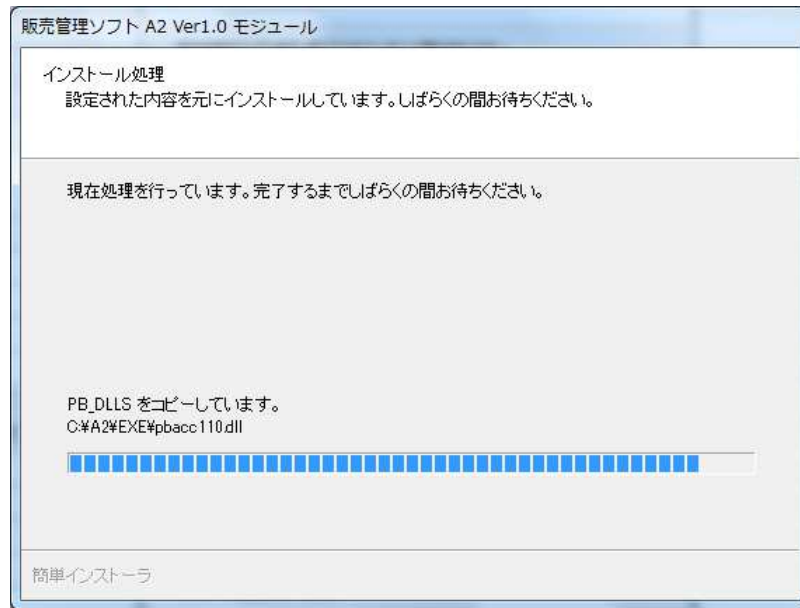 販売管理ソフト A2 Ver1.0 モジュール
インストール処理
設定された内容を元にインストールしています。しばらくの間お待ちください。
現在処理を行っています。完了するまでしばらくの間お待ちください。
PB_DLLS をコピーしています。
C:¥A2¥EXE¥pbacc110.dll
簡単インストーラ